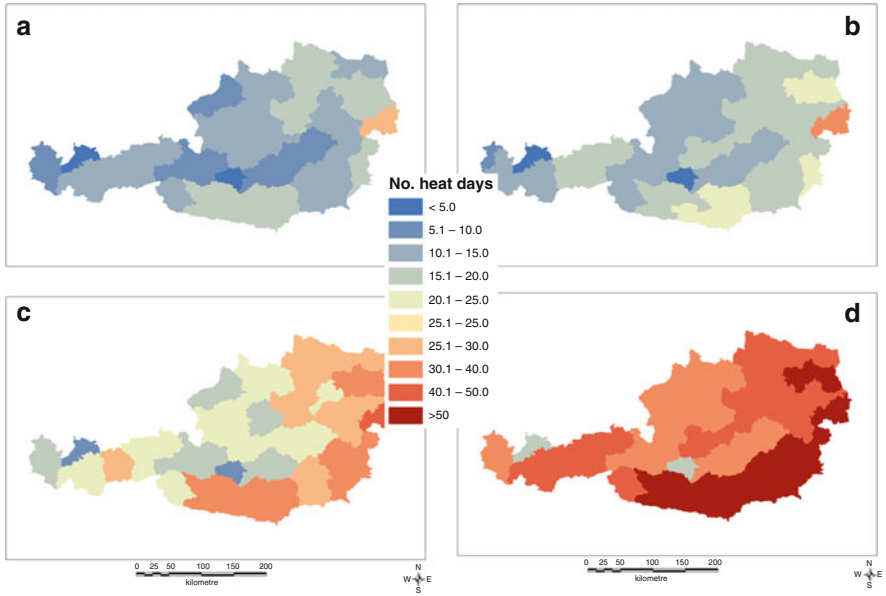 a
b
No. heat days
< 5.0
5.1 – 10.0
10.1 – 15.0
15.1 – 20.0
20.1 – 25.0
25.1 – 25.0
25.1 – 30.0
30.1 – 40.0
40.1 – 50.0
>50
c
d
0 25 50 100 150 200
kilometre
N
W E
S
0 25 50 100 150 200
kilometre
N
W E
S